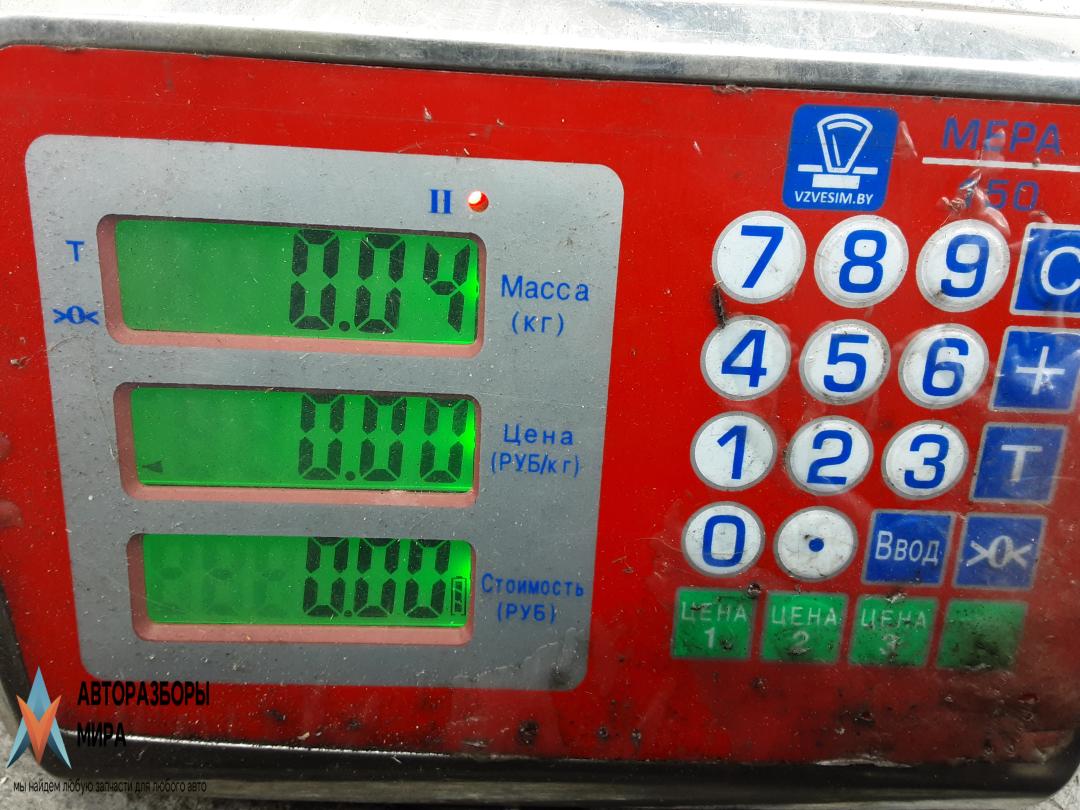 МЕРА
150
VZVESIM.BY
II
T
0.04
Масса
(кг)
>0<
0.00
Цена
(РУБ/кг)
0.00
Стоимость
(РУБ)
7 8 9 C
4 5 6 +
1 2 3 T
0 . Ввод >0<
ЦЕНА 1
ЦЕНА 2
ЦЕНА 3
АВТОРАЗБОРЫ
МИРА
мы найдем любую запчасти для любого авто